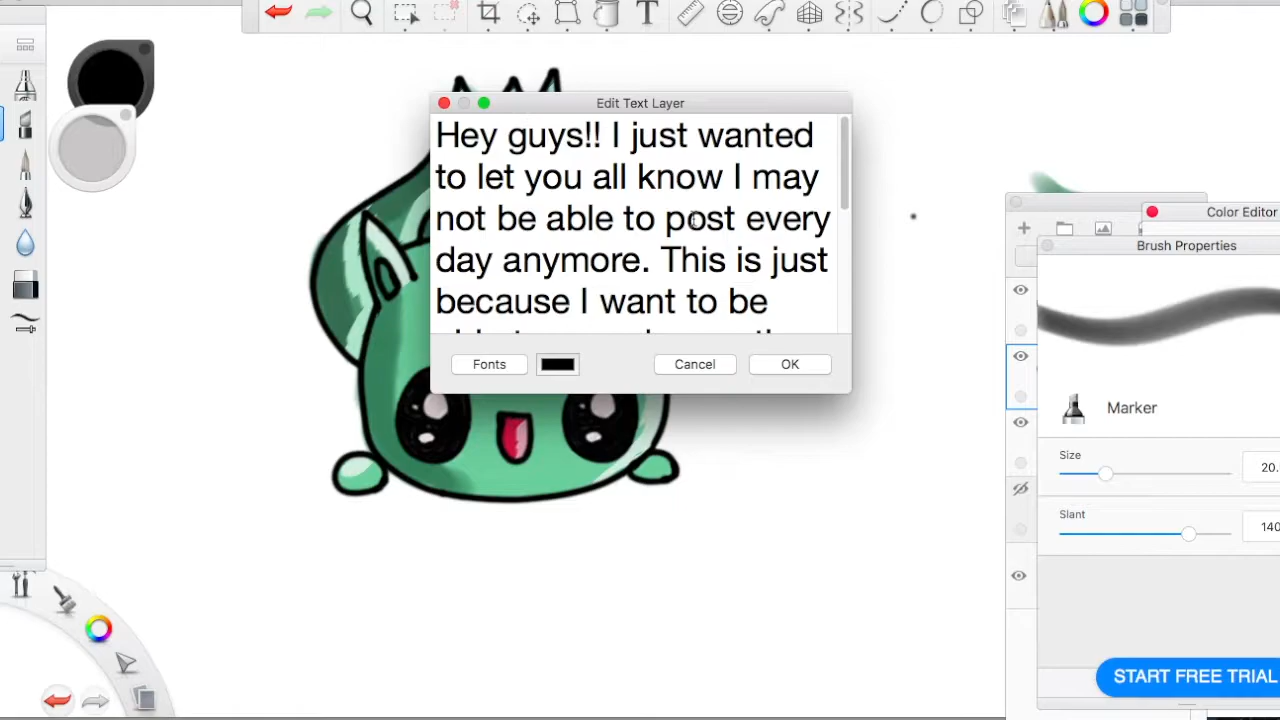 Edit Text Layer
Hey guys!! I just wanted
to let you all know I may
not be able to post every
day anymore. This is just
because I want to be
Fonts
Cancel
OK
Color Editor
Brush Properties
Marker
Size
20.
Slant
140
START FREE TRIAL